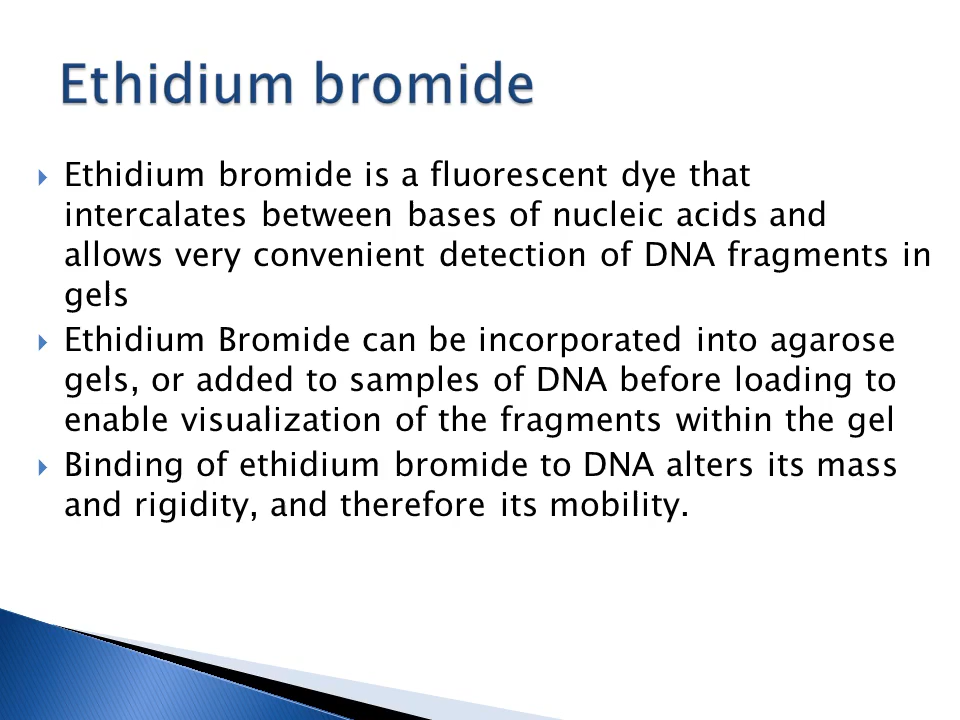 Ethidium bromide
Ethidium bromide is a fluorescent dye that
intercalates between bases of nucleic acids and
allows very convenient detection of DNA fragments in
gels
Ethidium Bromide can be incorporated into agarose
gels, or added to samples of DNA before loading to
enable visualization of the fragments within the gel
Binding of ethidium bromide to DNA alters its mass
and rigidity, and therefore its mobility.